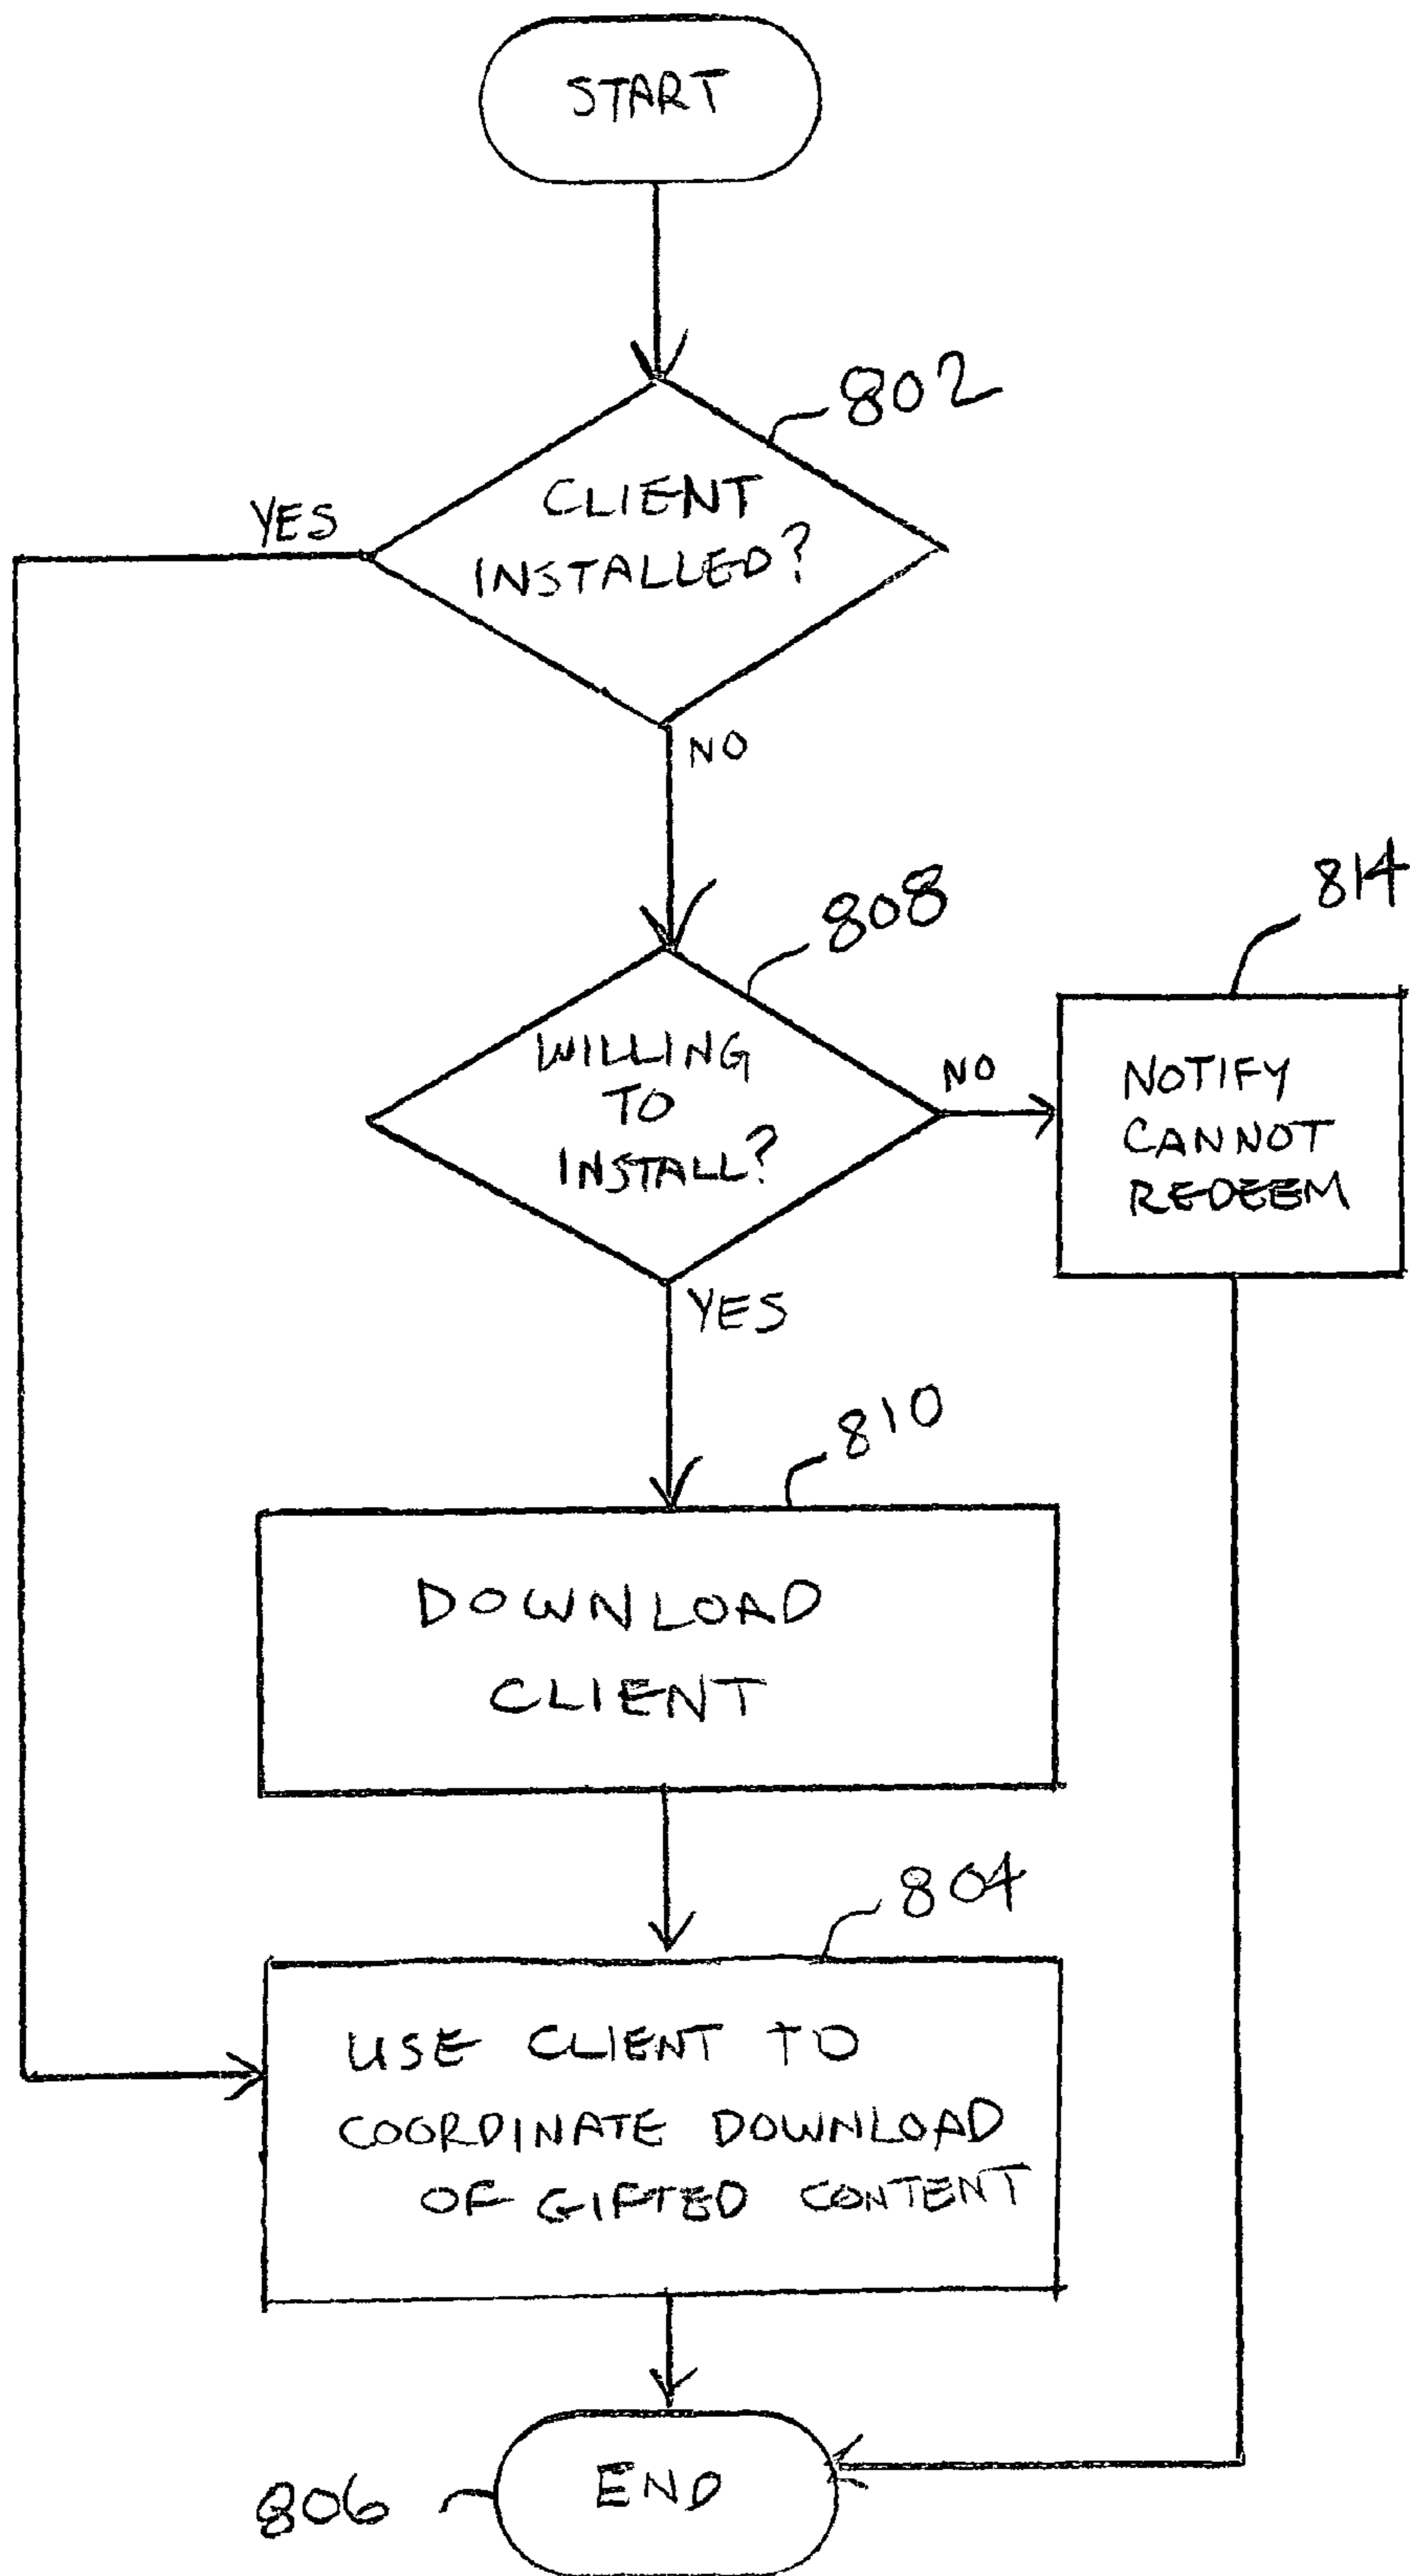 START
802
CLIENT
INSTALLED?
YES
NO
808
814
WILLING
TO
INSTALL?
NO
NOTIFY
CANNOT
REDEEM
YES
810
DOWNLOAD
CLIENT
804
USE CLIENT TO
COORDINATE DOWNLOAD
OF GIFTED CONTENT
END
806